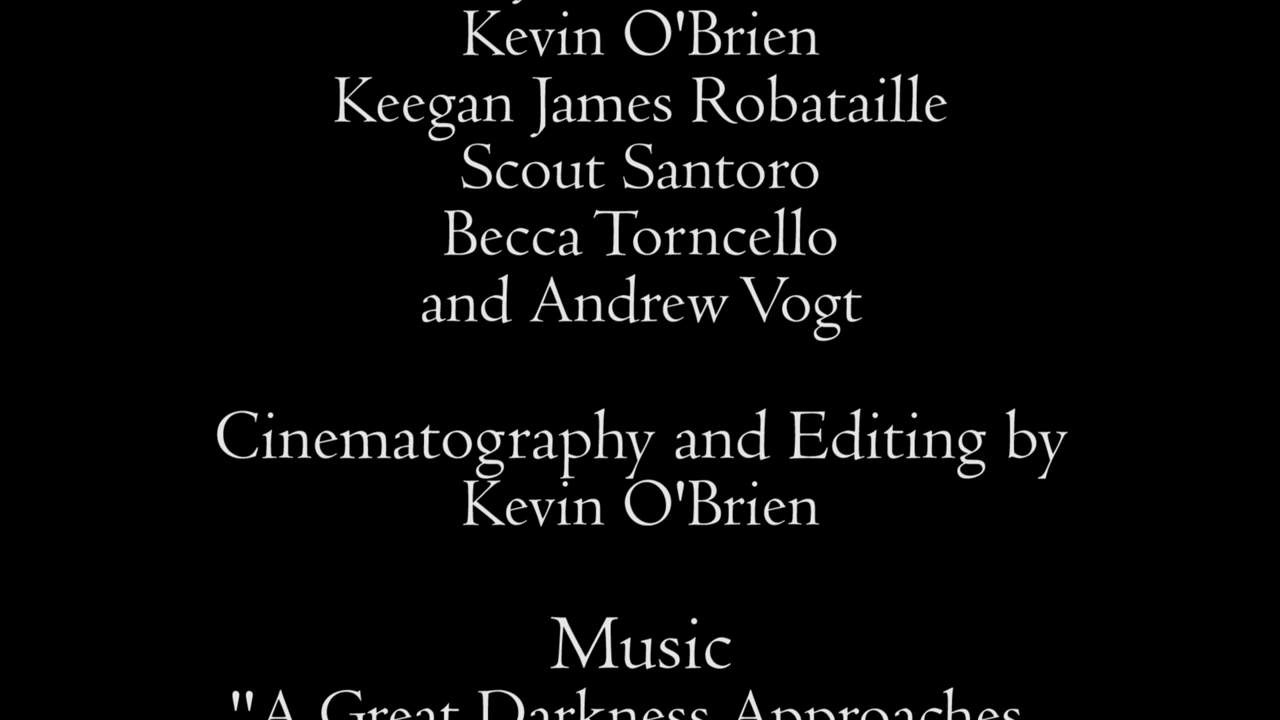 Kevin O'Brien
Keegan James Robataille
Scout Santoro
Becca Torncello
and Andrew Vogt
Cinematography and Editing by
Kevin O'Brien
Music
"A Great Darkness Approaches